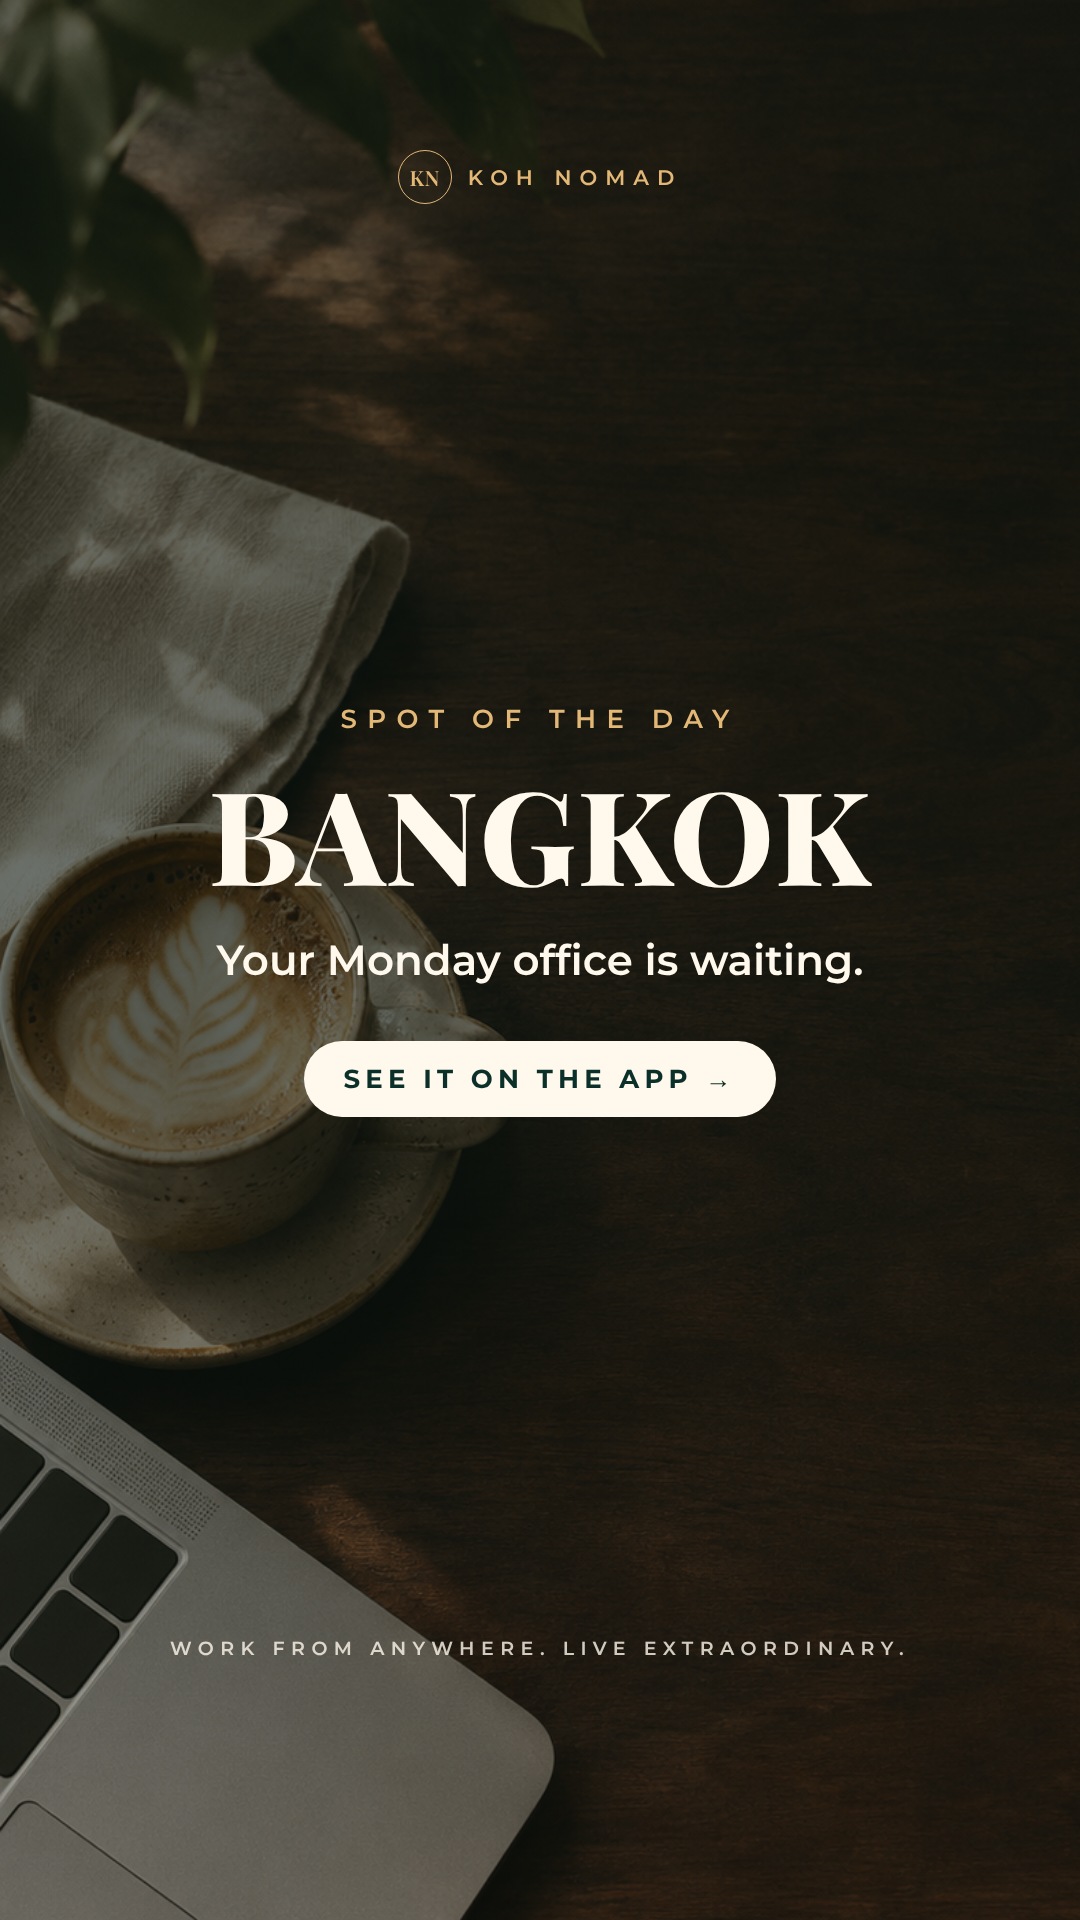 KN KOH NOMAD
SPOT OF THE DAY
BANGKOK
Your Monday office is waiting.
SEE IT ON THE APP →
WORK FROM ANYWHERE. LIVE EXTRAORDINARY.